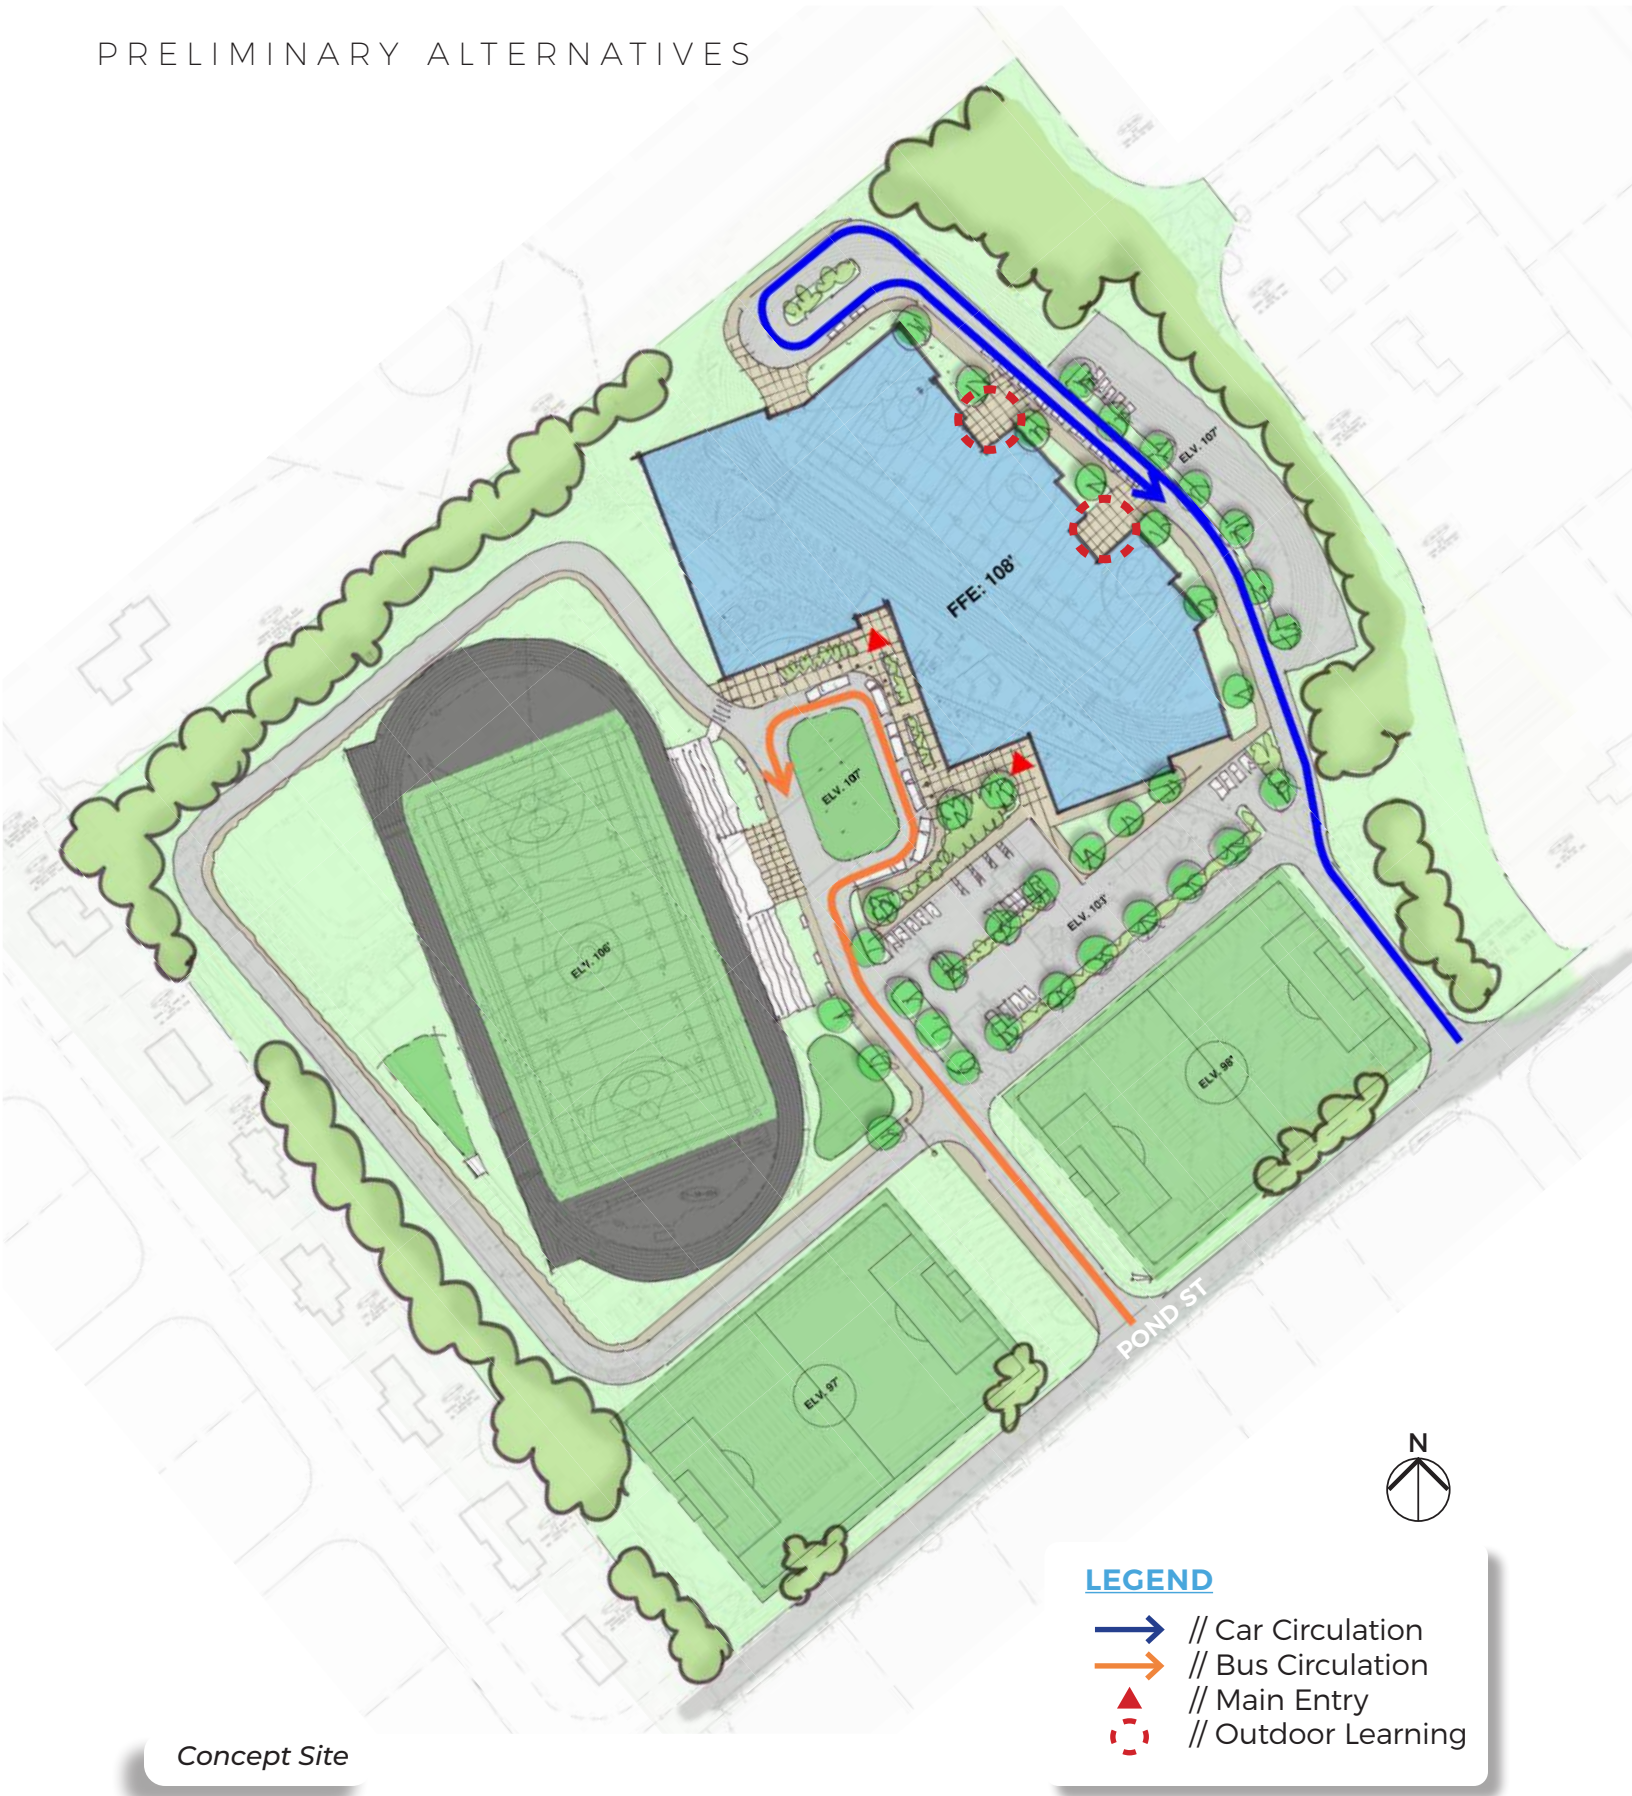 PRELIMINARY ALTERNATIVES
ELV. 107'
FFE: 108'
ELV. 107'
ELV. 103'
ELV. 106'
ELV. 98'
POND ST
ELV. 97'
N
LEGEND
// Car Circulation
// Bus Circulation
// Main Entry
// Outdoor Learning
Concept Site